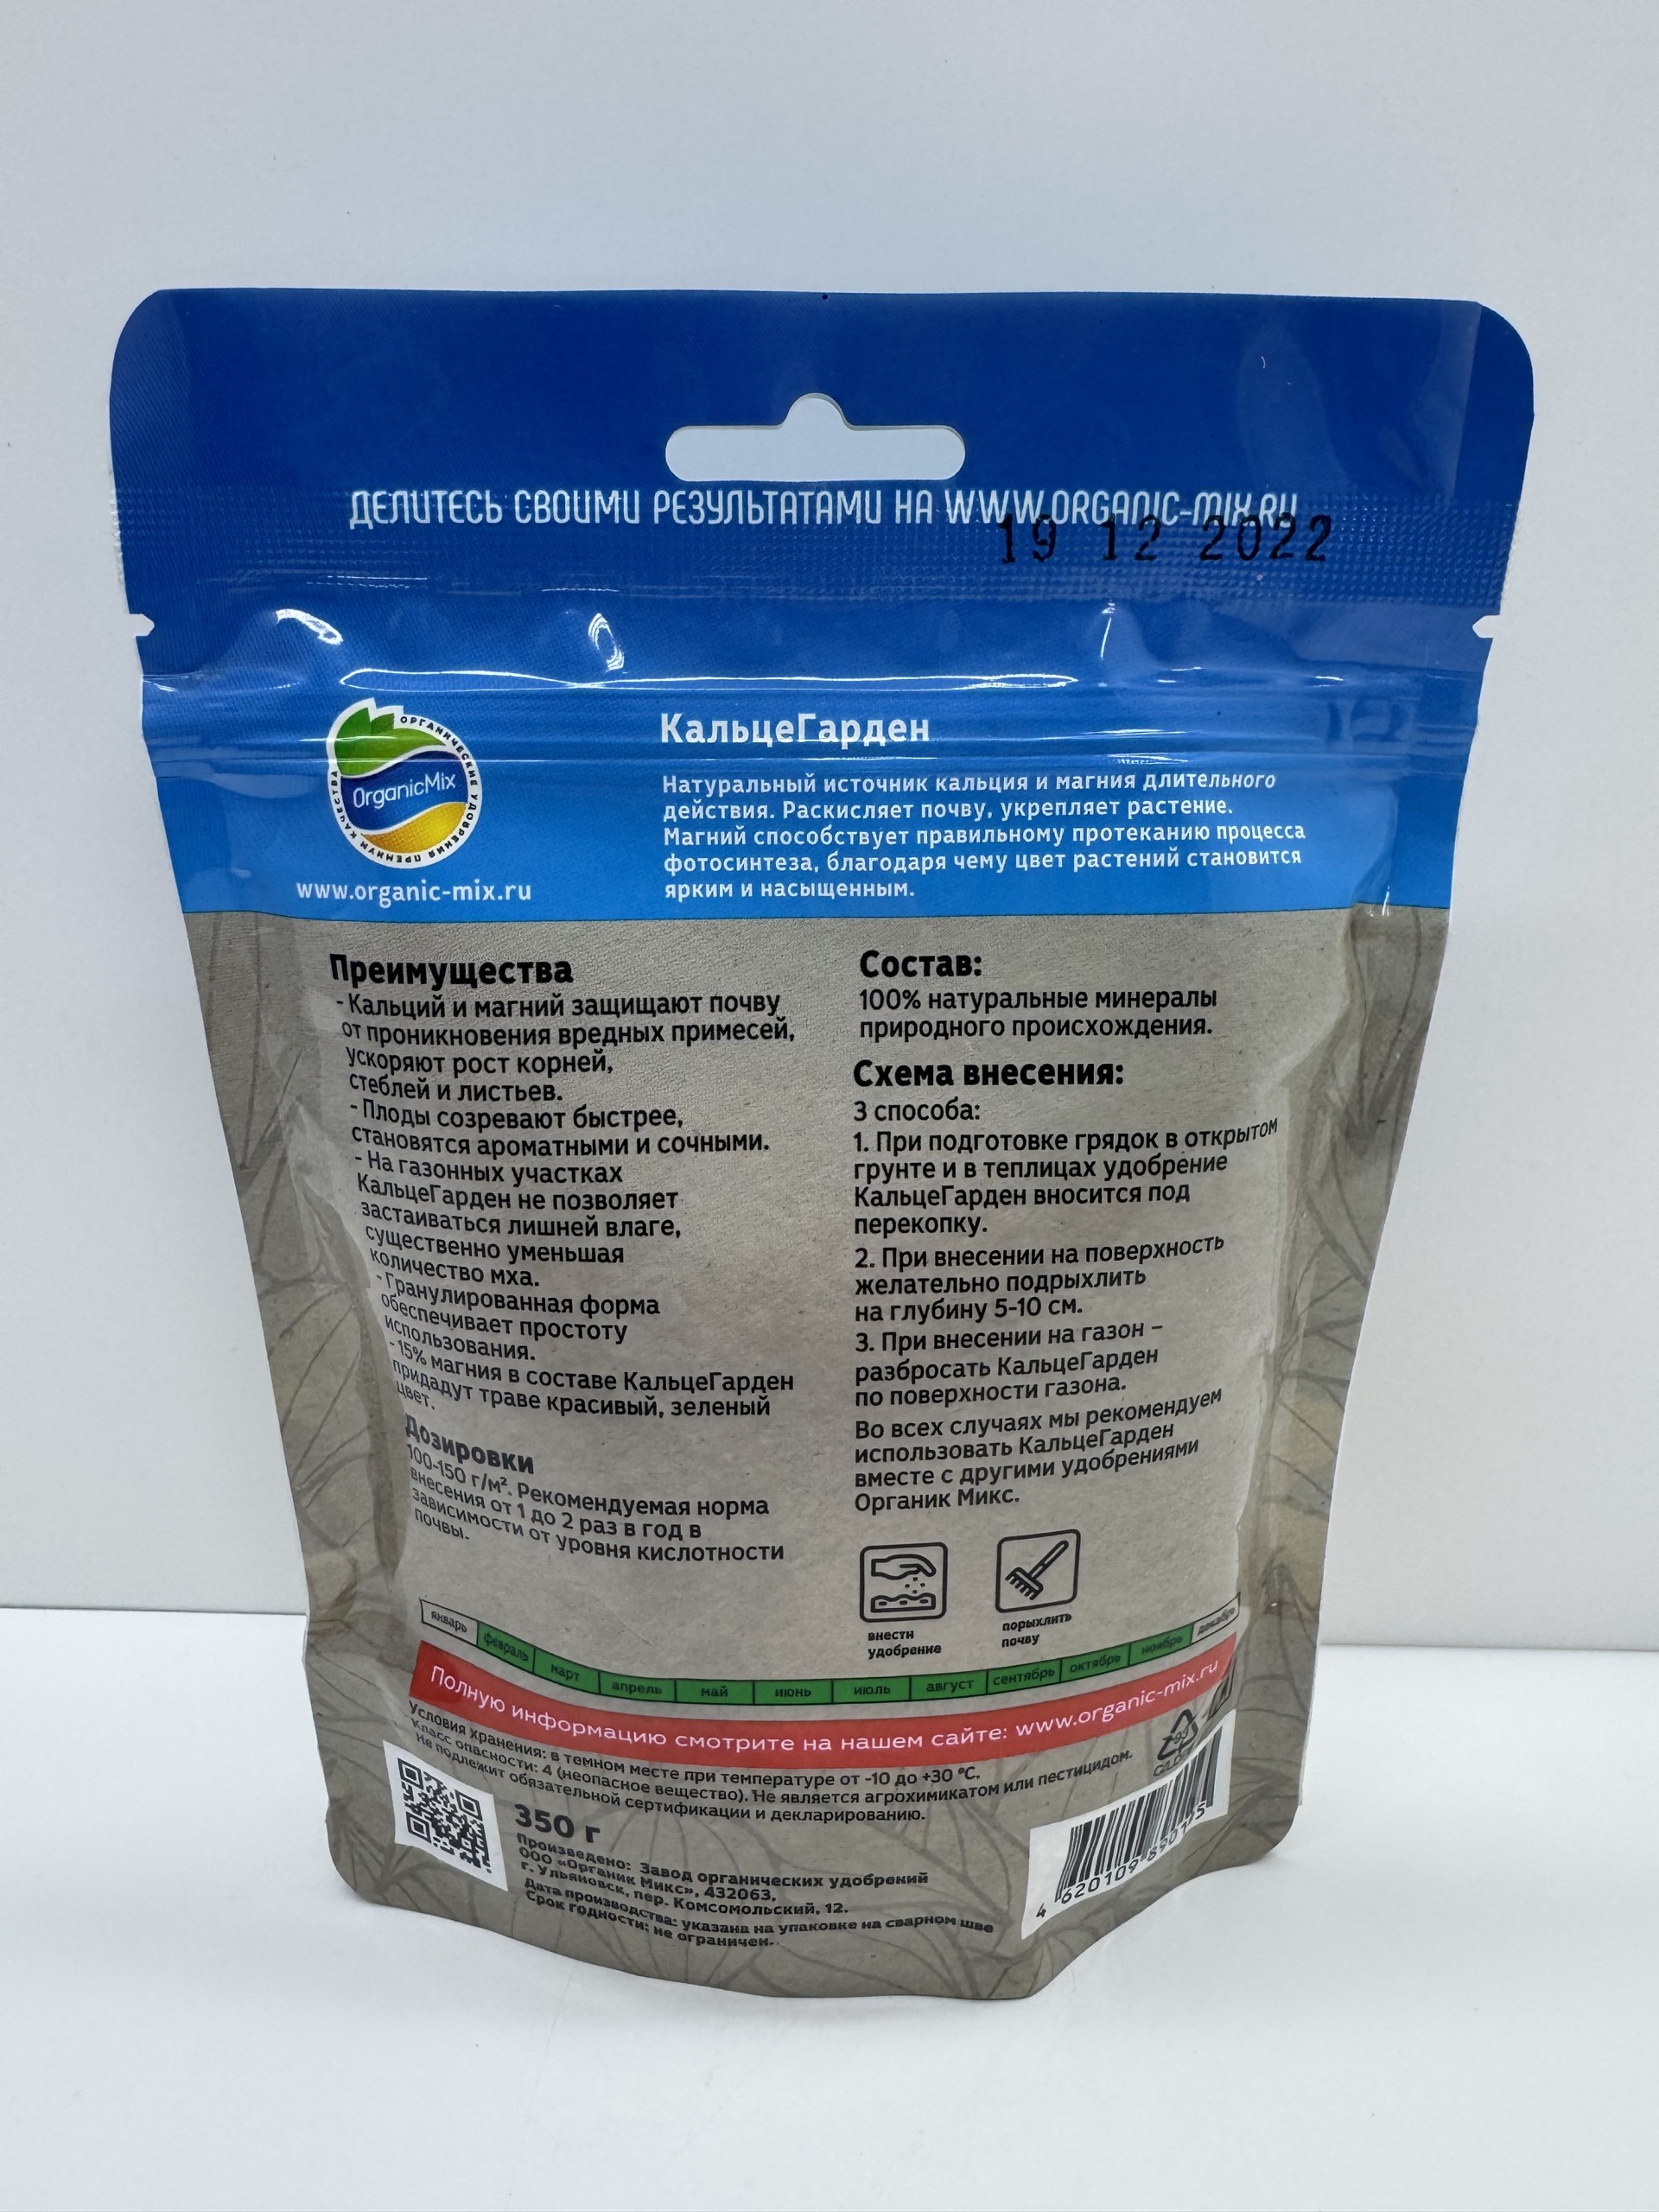 ДЕЛИТЕСЬ СВОИМИ РЕЗУЛЬТАТАМИ НА WWW.ORGANIC-MIX.RU
19 12 2022
ОРГАНИЧЕСКИЕ УДОБРЕНИЯ ПРЕМИУМ КАЧЕСТВА
OrganicMix
www.organic-mix.ru
КальцеГарден
Натуральный источник кальция и магния длительного
действия. Раскисляет почву, укрепляет растение.
Магний способствует правильному протеканию процесса
фотосинтеза, благодаря чему цвет растений становится
ярким и насыщенным.
Преимущества
- Кальций и магний защищают почву
от проникновения вредных примесей,
ускоряют рост корней,
стеблей и листьев.
- Плоды созревают быстрее,
становятся ароматными и сочными.
- На газонных участках
КальцеГарден не позволяет
застаиваться лишней влаге,
существенно уменьшая
количество мха.
- Гранулированная форма
обеспечивает простоту
использования.
- 15% магния в составе КальцеГарден
придадут траве красивый, зеленый
цвет.
Дозировки
100-150 г/м². Рекомендуемая норма
внесения от 1 до 2 раз в год в
зависимости от уровня кислотности
почвы.
Состав:
100% натуральные минералы
природного происхождения.
Схема внесения:
3 способа:
1. При подготовке грядок в открытом
грунте и в теплицах удобрение
КальцеГарден вносится под
перекопку.
2. При внесении на поверхность
желательно подрыхлить
на глубину 5-10 см.
3. При внесении на газон –
разбросать КальцеГарден
по поверхности газона.
Во всех случаях мы рекомендуем
использовать КальцеГарден
вместе с другими удобрениями
Органик Микс.
внести
удобрение
порыхлить
почву
январь февраль март апрель май июнь июль август сентябрь октябрь ноябрь декабрь
Полную информацию смотрите на нашем сайте: www.organic-mix.ru
Условия хранения: в темном месте при температуре от -10 до +30 °С.
Класс опасности: 4 (неопасное вещество). Не является агрохимикатом или пестицидом.
Не подлежит обязательной сертификации и декларированию.
350 г
Произведено: Завод органических удобрений
ООО «Органик Микс», 432063,
г. Ульяновск, пер. Комсомольский, 12.
Дата производства: указана на упаковке на сварном шве
Срок годности: не ограничен.